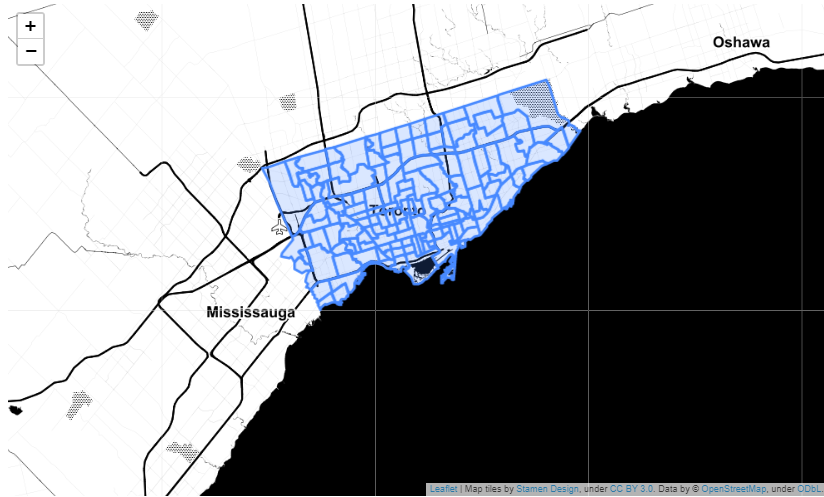 +
−
Oshawa
Toronto
Mississauga
Leaflet | Map tiles by Stamen Design, under CC BY 3.0. Data by © OpenStreetMap, under ODbL.